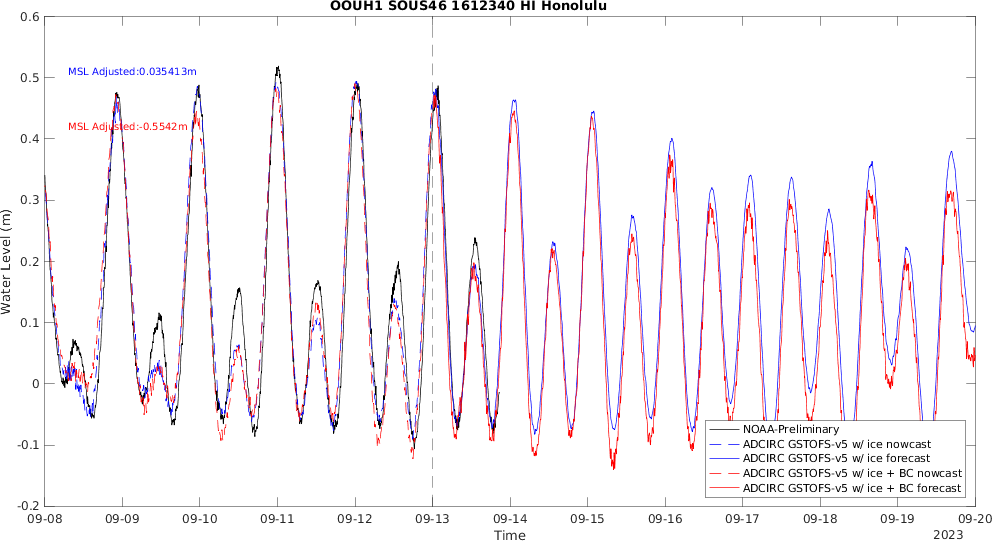 OOUH1 SOUS46 1612340 HI Honolulu
0.6
0.5
0.4
0.3
0.2
0.1
0
-0.1
-0.2
Water Level (m)
MSL Adjusted:0.035413m
MSL Adjusted:-0.5542m
NOAA-Preliminary
ADCIRC GSTOFS-v5 w/ ice nowcast
ADCIRC GSTOFS-v5 w/ ice forecast
ADCIRC GSTOFS-v5 w/ ice + BC nowcast
ADCIRC GSTOFS-v5 w/ ice + BC forecast
09-08 09-09 09-10 09-11 09-12 09-13 09-14 09-15 09-16 09-17 09-18 09-19 09-20
Time
2023